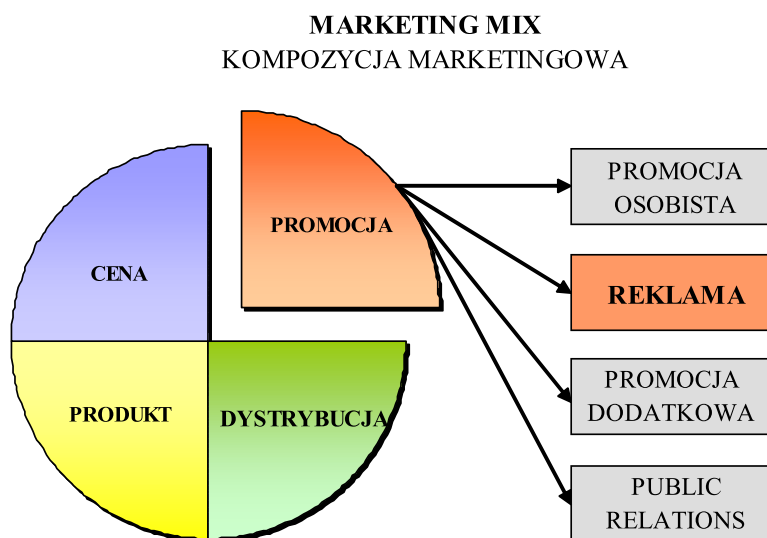 MARKETING MIX
KOMPOZYCJA MARKETINGOWA
PROMOCJA
CENA
PRODUKT
DYSTRYBUCJA
PROMOCJA
OSOBISTA
REKLAMA
PROMOCJA
DODATKOWA
PUBLIC
RELATIONS